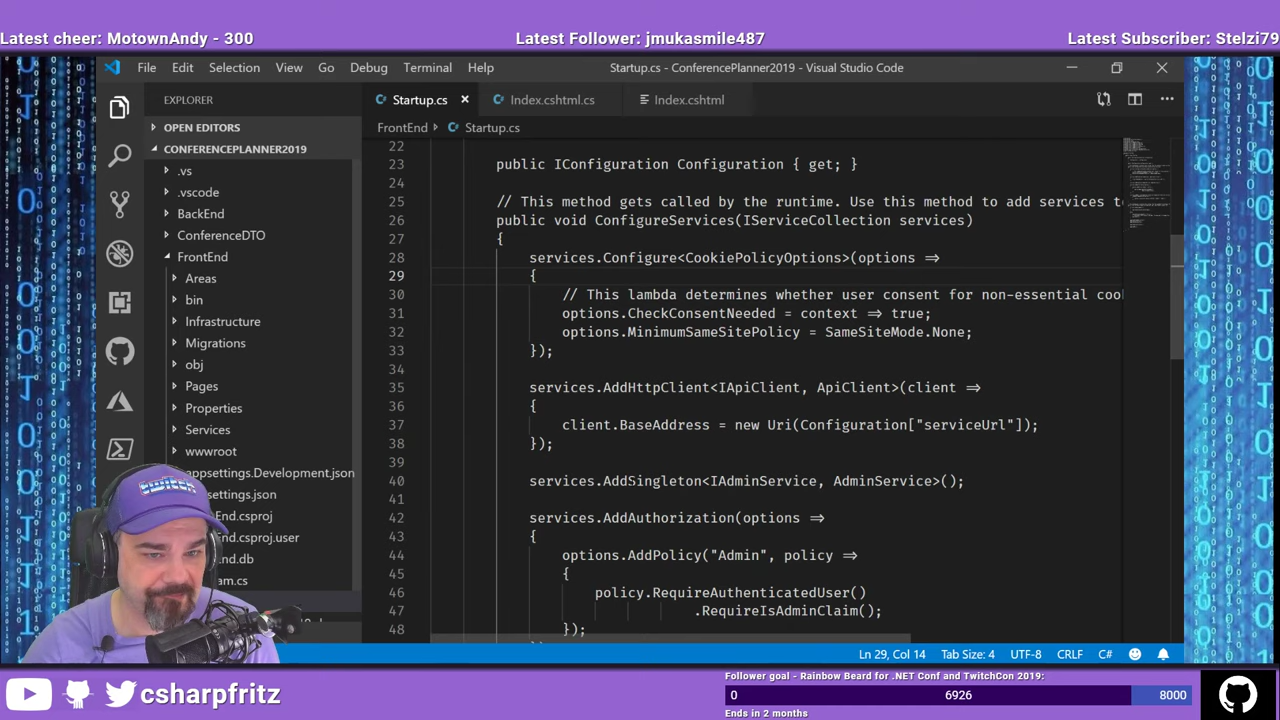 Latest cheer: MotownAndy - 300
Latest Follower: jmukasmile487
Latest Subscriber: Stelzi79
File Edit Selection View Go Debug Terminal Help
Startup.cs - ConferencePlanner2019 - Visual Studio Code
EXPLORER
Startup.cs
Index.cshtml.cs
Index.cshtml
OPEN EDITORS
CONFERENCEPLANNER2019
.vs
.vscode
BackEnd
ConferenceDTO
FrontEnd
Areas
bin
Infrastructure
Migrations
obj
Pages
Properties
Services
wwwroot
appsettings.Development.json
settings.json
End.csproj
End.csproj.user
End.db
am.cs
FrontEnd Startup.cs
22
23 public IConfiguration Configuration { get; }
24
25 // This method gets called by the runtime. Use this method to add services to
26 public void ConfigureServices(IServiceCollection services)
27 {
28 services.Configure<CookiePolicyOptions>(options =>
29 {
30 // This lambda determines whether user consent for non-essential coo
31 options.CheckConsentNeeded = context => true;
32 options.MinimumSameSitePolicy = SameSiteMode.None;
33 });
34
35 services.AddHttpClient<IApiClient, ApiClient>(client =>
36 {
37 client.BaseAddress = new Uri(Configuration["serviceUrl"]);
38 });
39
40 services.AddSingleton<IAdminService, AdminService>();
41
42 services.AddAuthorization(options =>
43 {
44 options.AddPolicy("Admin", policy =>
45 {
46 policy.RequireAuthenticatedUser()
47 .RequireIsAdminClaim();
48 });
Ln 29, Col 14 Tab Size: 4 UTF-8 CRLF C#
csharpfritz
Follower goal - Rainbow Beard for .NET Conf and TwitchCon 2019:
0 6926 8000
Ends in 2 months